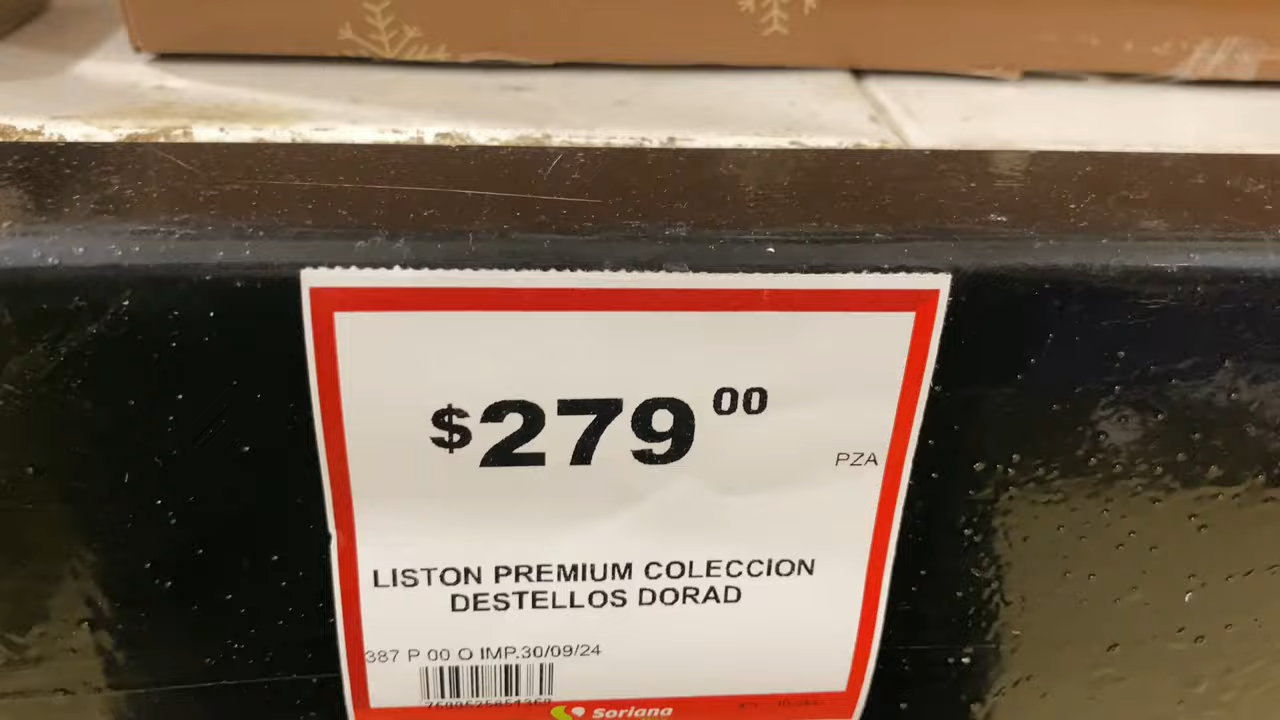 $279 00
PZA
LISTON PREMIUM COLECCION
DESTELLOS DORAD
387 P 00 O IMP.30/09/24
Soriana